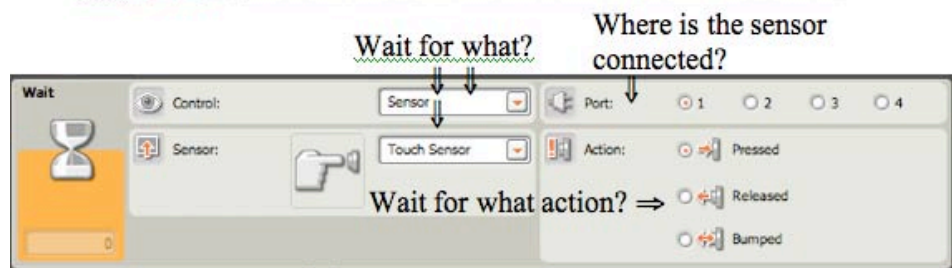 Where is the sensor
connected?
Wait for what?
Wait
Control:
Sensor
Port:
1
2
3
4
Sensor:
Touch Sensor
Action:
Pressed
Wait for what action? ⇒
Released
Bumped
0